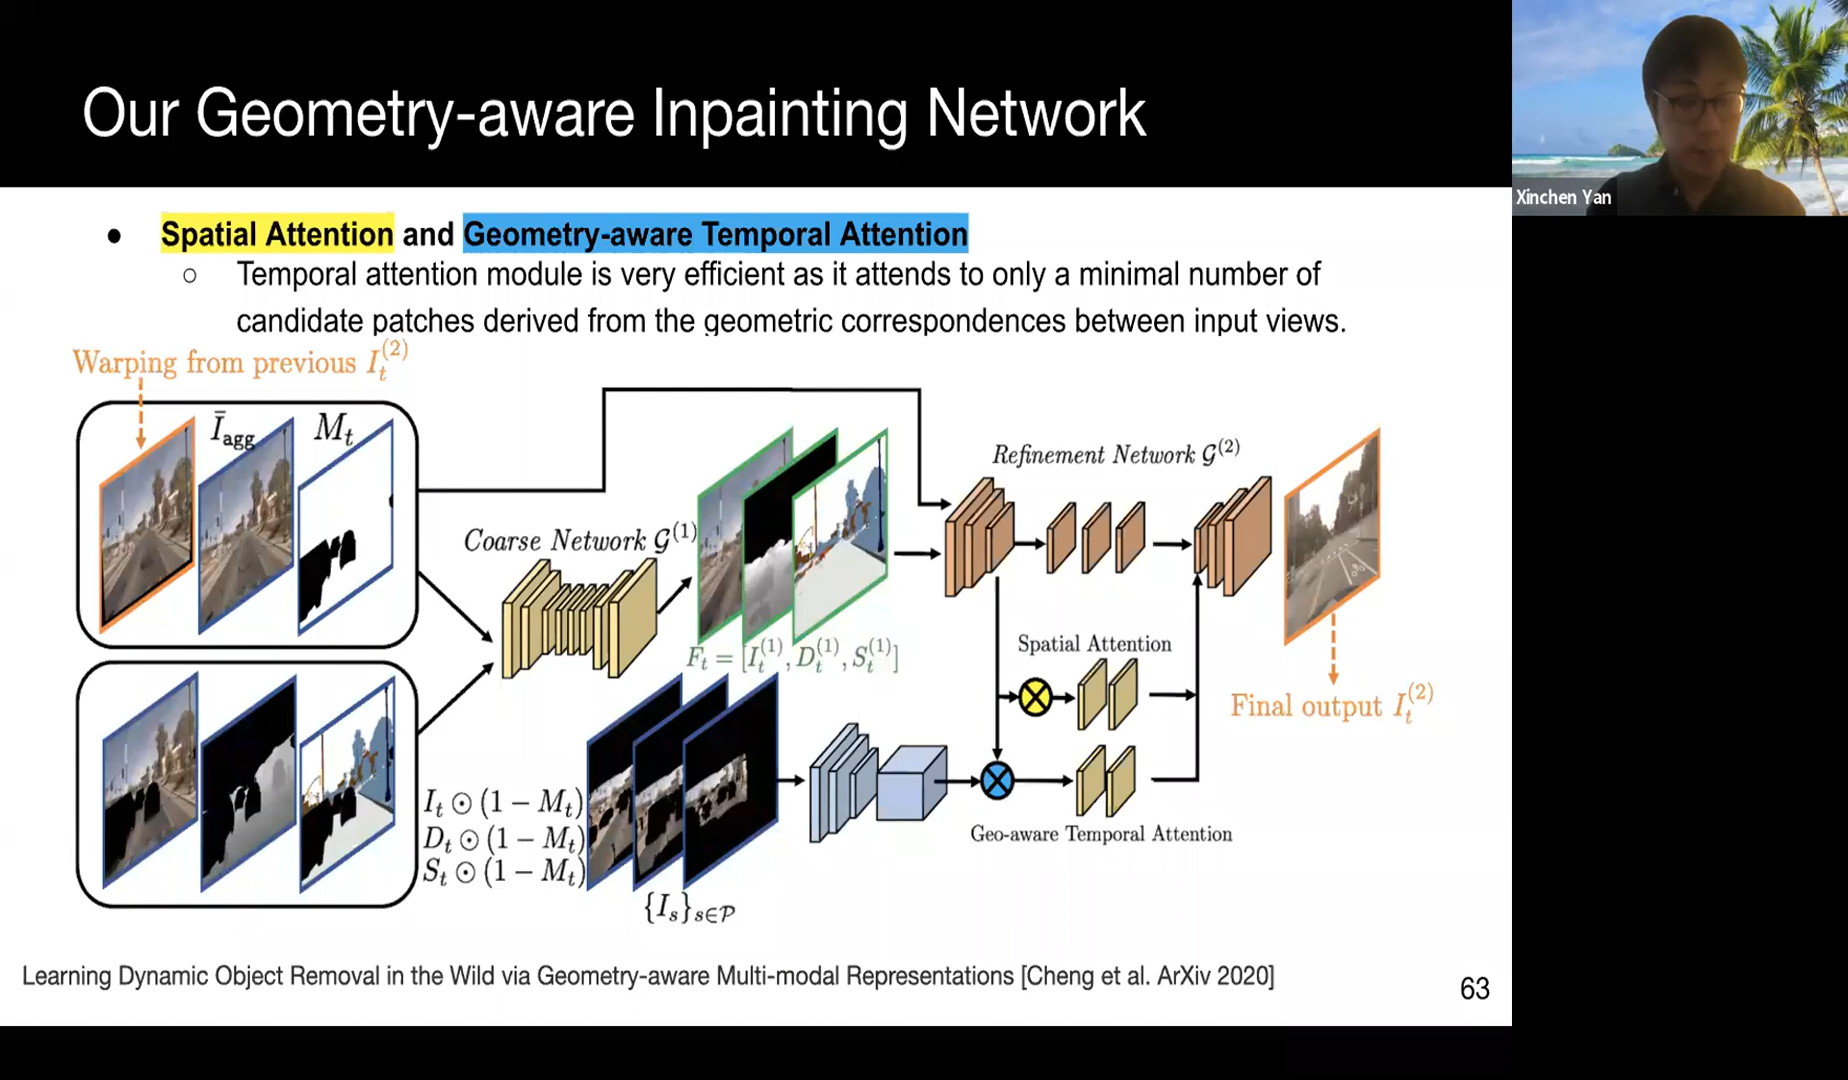 Our Geometry-aware Inpainting Network
Xinchen Yan
● Spatial Attention and Geometry-aware Temporal Attention
○ Temporal attention module is very efficient as it attends to only a minimal number of
candidate patches derived from the geometric correspondences between input views.
Warping from previous I_t^{(2)}
Ī_agg
M_t
Coarse Network 𝒢^{(1)}
Refinement Network 𝒢^{(2)}
F_t = [I_t^{(1)}, D_t^{(1)}, S_t^{(1)}]
Spatial Attention
Final output I_t^{(2)}
I_t ⊙ (1 − M_t)
D_t ⊙ (1 − M_t)
S_t ⊙ (1 − M_t)
Geo-aware Temporal Attention
{I_s}_{s∈𝒫}
Learning Dynamic Object Removal in the Wild via Geometry-aware Multi-modal Representations [Cheng et al. ArXiv 2020]
63